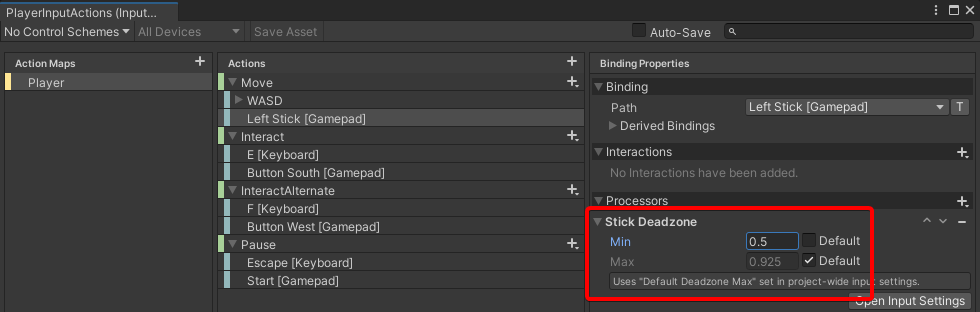 PlayerInputActions (Input...
No Control Schemes All Devices Save Asset Auto-Save
Action Maps
Player
Actions
Move
WASD
Left Stick [Gamepad]
Interact
E [Keyboard]
Button South [Gamepad]
InteractAlternate
F [Keyboard]
Button West [Gamepad]
Pause
Escape [Keyboard]
Start [Gamepad]
Binding Properties
Binding
Path Left Stick [Gamepad] T
Derived Bindings
Interactions
No Interactions have been added.
Processors
Stick Deadzone
Min 0.5 Default
Max 0.925 Default
Uses "Default Deadzone Max" set in project-wide input settings.
Open Input Settings